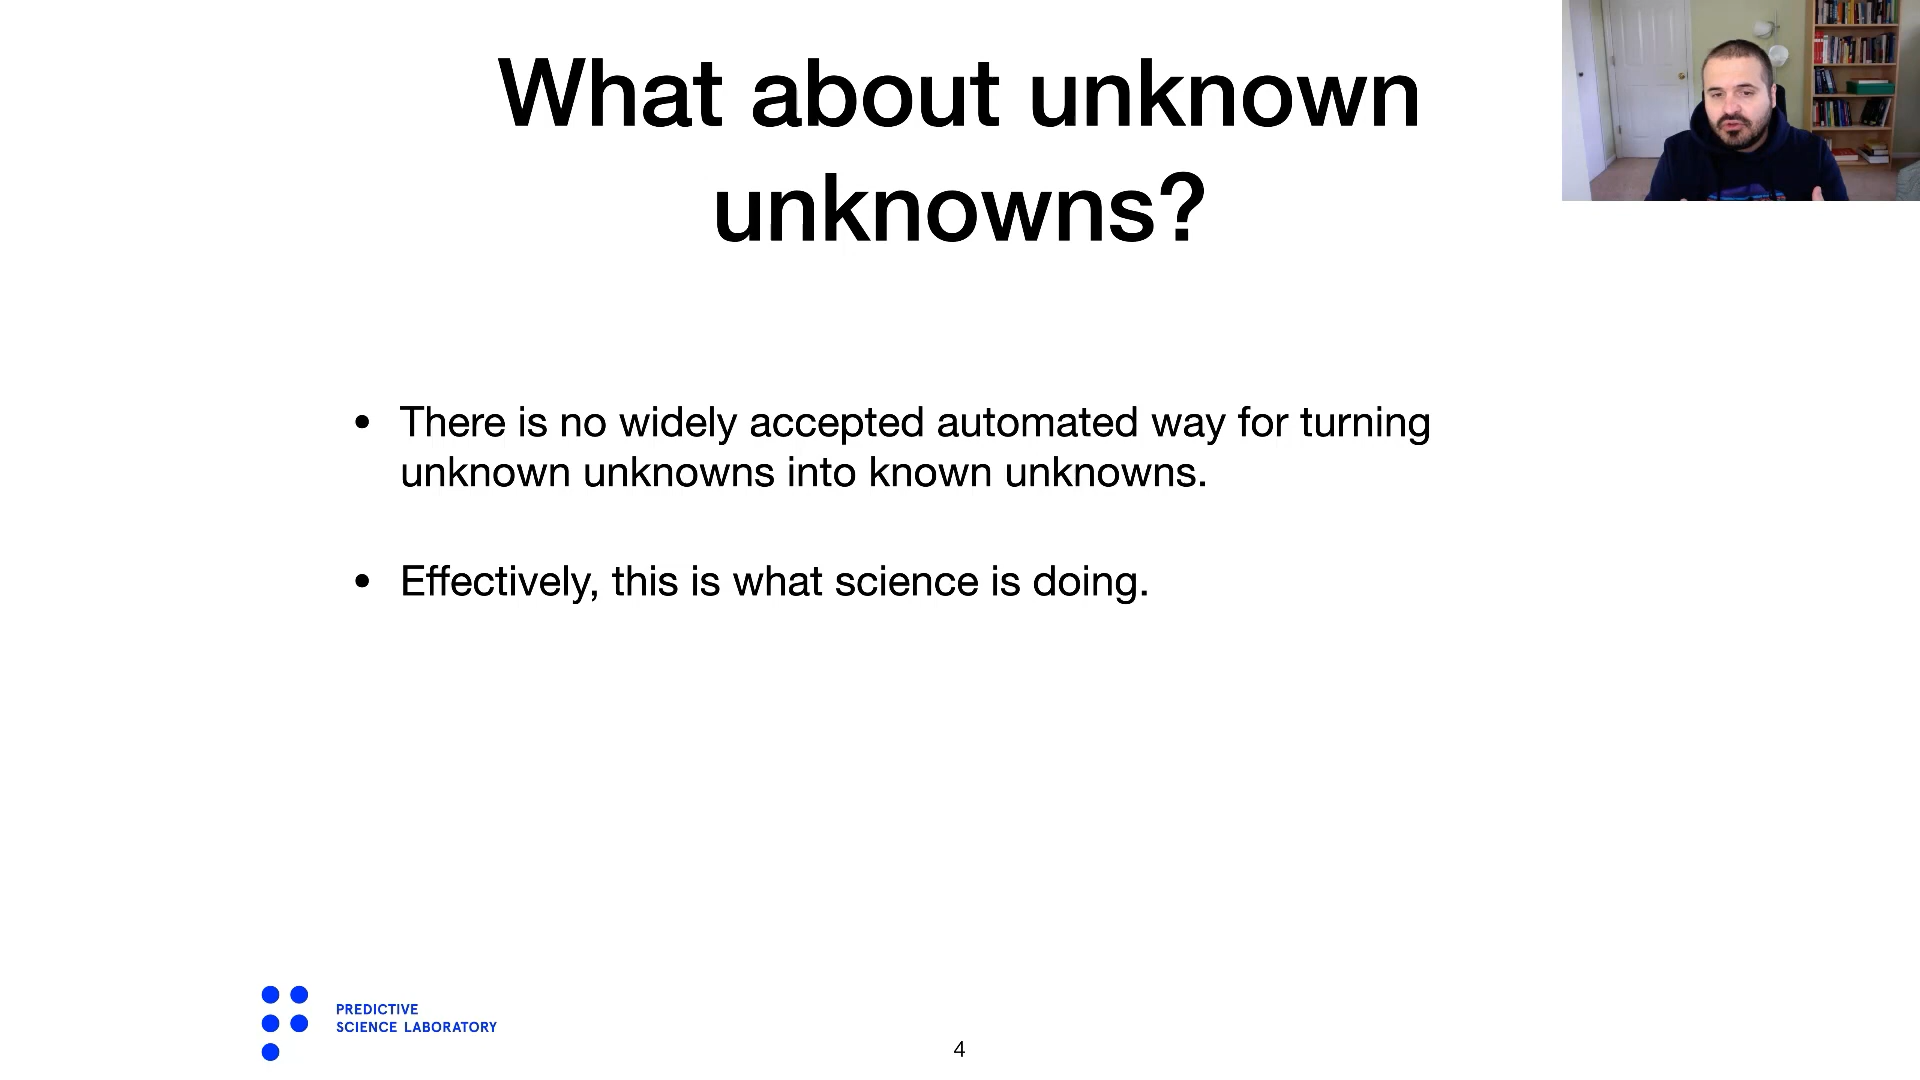 What about unknown
unknowns?
• There is no widely accepted automated way for turning
unknown unknowns into known unknowns.
• Effectively, this is what science is doing.
PREDICTIVE
SCIENCE LABORATORY
4